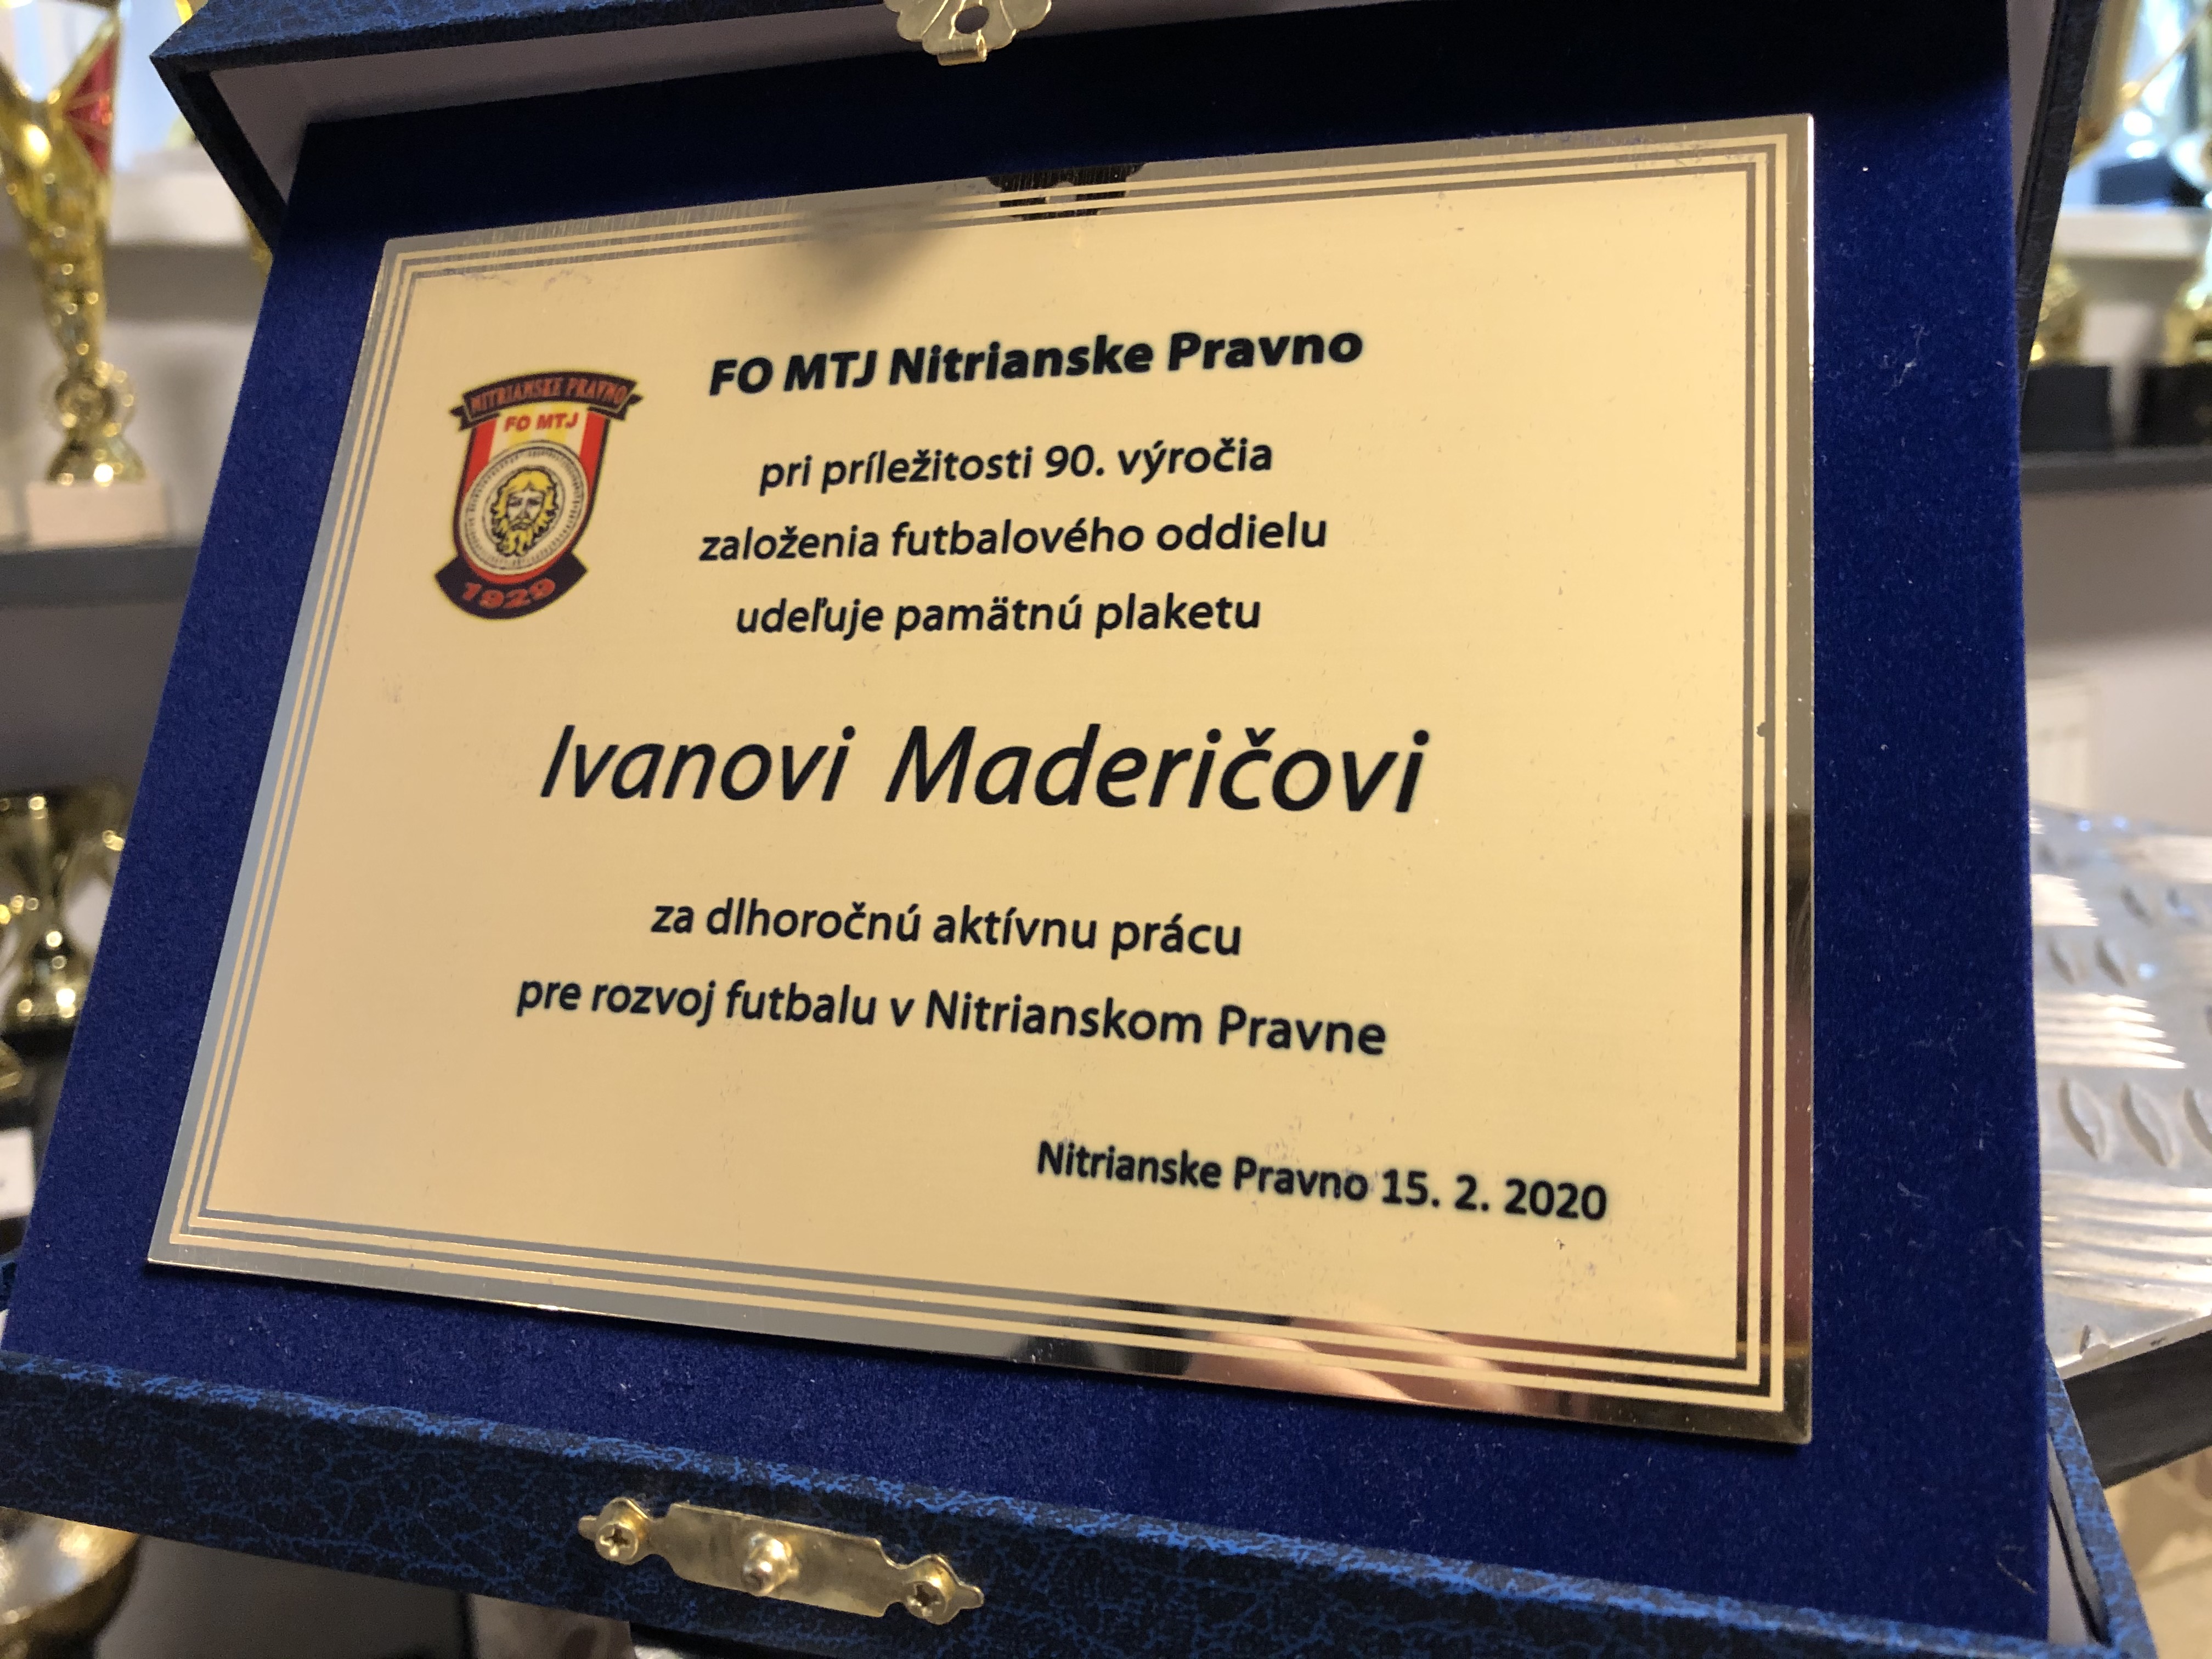 NITRIANSKE PRAVNO
FO MTJ
1929
FO MTJ Nitrianske Pravno
pri príležitosti 90. výročia
založenia futbalového oddielu
udeľuje pamätnú plaketu
Ivanovi Maderičovi
za dlhoročnú aktívnu prácu
pre rozvoj futbalu v Nitrianskom Pravne
Nitrianske Pravno 15. 2. 2020